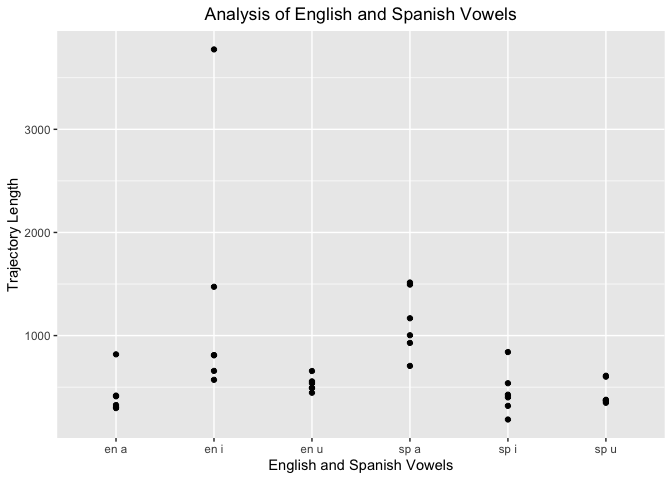 Analysis of English and Spanish Vowels
Trajectory Length
3000
2000
1000
en a
en i
en u
sp a
sp i
sp u
English and Spanish Vowels